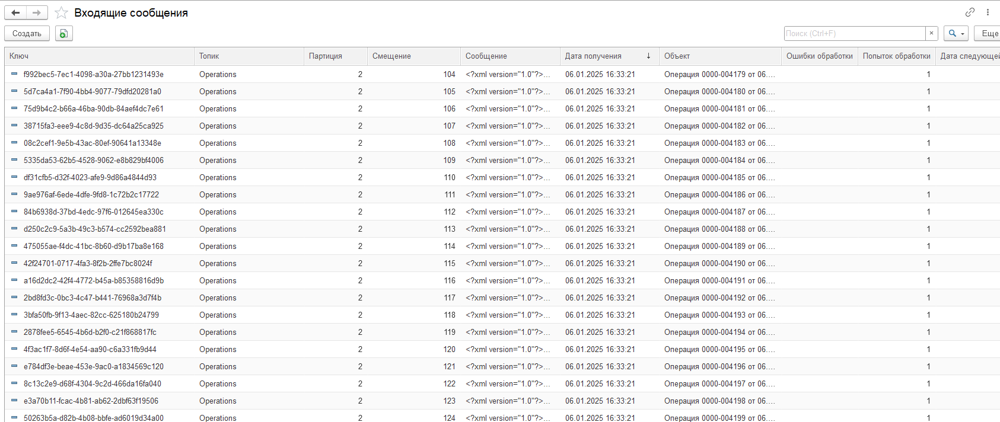 Входящие сообщения
Создать Поиск (Ctrl+F) × Еще
Ключ Топик Партиция Смещение Сообщение Дата получения ↓ Объект Ошибки обработки Попыток обработки Дата следующей
f992bec5-7ec1-4098-a30a-27bb1231493e Operations 2 104 <?xml version="1.0"?>... 06.01.2025 16:33:21 Операция 0000-004179 от 06.... 1
5d7ca4a1-7f90-4bb4-9077-79dfd20281a0 Operations 2 105 <?xml version="1.0"?>... 06.01.2025 16:33:21 Операция 0000-004180 от 06.... 1
75d9b4c2-b66a-46ba-90db-84aef4dc7e61 Operations 2 106 <?xml version="1.0"?>... 06.01.2025 16:33:21 Операция 0000-004181 от 06.... 1
38715fa3-eee9-4c8d-9d35-dc64a25ca925 Operations 2 107 <?xml version="1.0"?>... 06.01.2025 16:33:21 Операция 0000-004182 от 06.... 1
08c2cef1-9e5b-43ac-80ef-90641a13348e Operations 2 108 <?xml version="1.0"?>... 06.01.2025 16:33:21 Операция 0000-004183 от 06.... 1
5335da53-62b5-4528-9062-e8b829bf4006 Operations 2 109 <?xml version="1.0"?>... 06.01.2025 16:33:21 Операция 0000-004184 от 06.... 1
df31cfb5-d32f-4023-afe9-9d86a4844d93 Operations 2 110 <?xml version="1.0"?>... 06.01.2025 16:33:21 Операция 0000-004185 от 06.... 1
9ae976af-6ede-4dfe-9fd8-1c72b2c17722 Operations 2 111 <?xml version="1.0"?>... 06.01.2025 16:33:21 Операция 0000-004186 от 06.... 1
84b6938d-37bd-4edc-97f6-012645ea330c Operations 2 112 <?xml version="1.0"?>... 06.01.2025 16:33:21 Операция 0000-004187 от 06.... 1
d250c2c9-5a3b-49c3-b574-cc2592bea881 Operations 2 113 <?xml version="1.0"?>... 06.01.2025 16:33:21 Операция 0000-004188 от 06.... 1
475055ae-f4dc-41bc-8b60-d9b17ba8e168 Operations 2 114 <?xml version="1.0"?>... 06.01.2025 16:33:21 Операция 0000-004189 от 06.... 1
42f24701-0717-4fa3-8f2b-2ffe7bc8024f Operations 2 115 <?xml version="1.0"?>... 06.01.2025 16:33:21 Операция 0000-004190 от 06.... 1
a16d2dc2-42f4-4772-b45a-b85358816d9b Operations 2 116 <?xml version="1.0"?>... 06.01.2025 16:33:21 Операция 0000-004191 от 06.... 1
2bd8fd3c-0bc3-4c47-b441-76968a3d7f4b Operations 2 117 <?xml version="1.0"?>... 06.01.2025 16:33:21 Операция 0000-004192 от 06.... 1
3bfa50fb-9f13-4aec-82cc-625180b24799 Operations 2 118 <?xml version="1.0"?>... 06.01.2025 16:33:21 Операция 0000-004193 от 06.... 1
2878fee5-6545-4b6d-b2f0-c21f868817fc Operations 2 119 <?xml version="1.0"?>... 06.01.2025 16:33:21 Операция 0000-004194 от 06.... 1
4f3ac1f7-8d6f-4e54-aa90-c6a331fb9d44 Operations 2 120 <?xml version="1.0"?>... 06.01.2025 16:33:21 Операция 0000-004195 от 06.... 1
e784df3e-beae-453e-9ac0-a1834569c120 Operations 2 121 <?xml version="1.0"?>... 06.01.2025 16:33:21 Операция 0000-004196 от 06.... 1
8c13c2e9-d68f-4304-9c2d-466da16fa040 Operations 2 122 <?xml version="1.0"?>... 06.01.2025 16:33:21 Операция 0000-004197 от 06.... 1
e3a70b11-fcac-4b81-ab62-2dbf63f19506 Operations 2 123 <?xml version="1.0"?>... 06.01.2025 16:33:21 Операция 0000-004198 от 06.... 1
50263b5a-d82b-4b08-bbfe-ad6019d34a00 Operations 2 124 <?xml version="1.0"?>... 06.01.2025 16:33:21 Операция 0000-004199 от 06.... 1